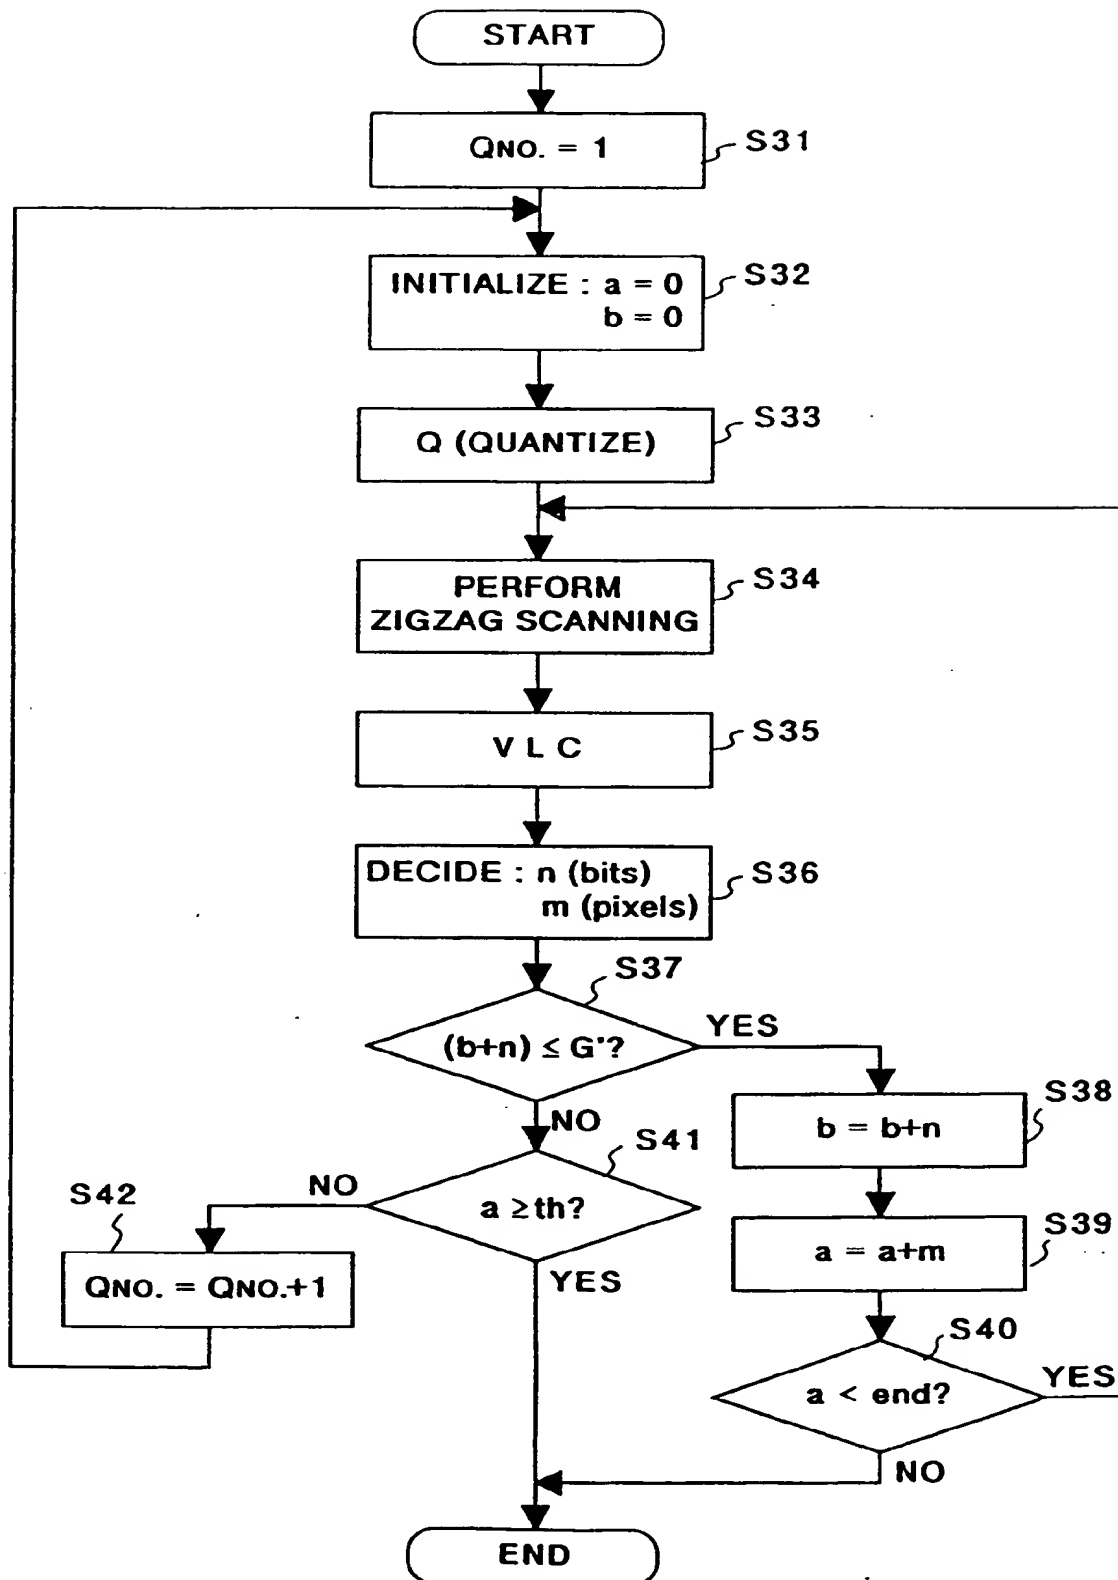 START
QNO. = 1
S31
INITIALIZE : a = 0
b = 0
S32
Q (QUANTIZE)
S33
PERFORM
ZIGZAG SCANNING
S34
V L C
S35
DECIDE : n (bits)
m (pixels)
S36
S37
(b+n) ≤ G'?
YES
NO
S38
b = b+n
S41
a ≥th?
NO
YES
S42
QNO. = QNO.+1
S39
a = a+m
S40
a < end?
YES
NO
END